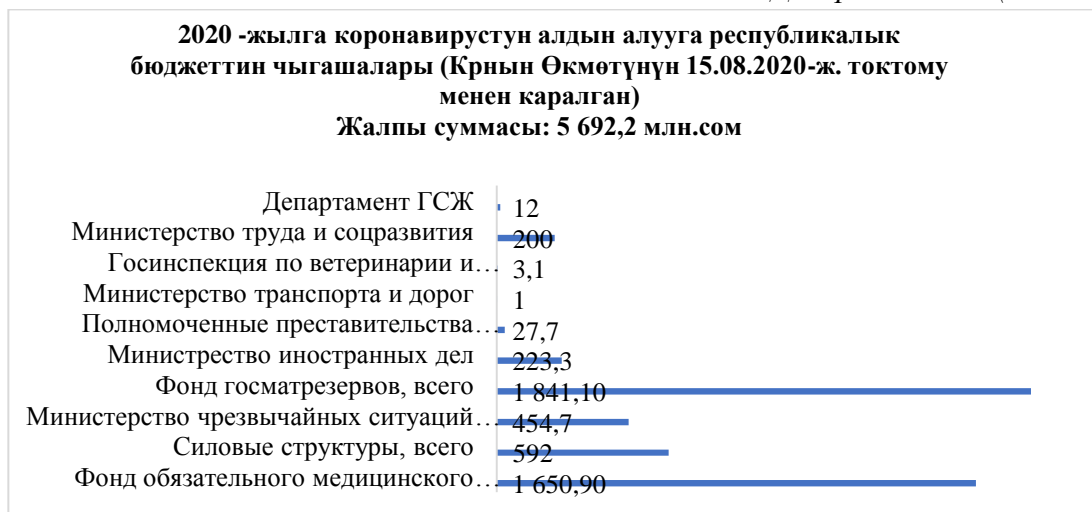 2020 -жылга коронавирустун алдын алууга республикалык
бюджеттин чыгашалары (Крнын Өкмөтүнүн 15.08.2020-ж. токтому
менен каралган)
Жалпы суммасы: 5 692,2 млн.сом
Департамент ГСЖ 12
Министерство труда и соцразвития 200
Госинспекция по ветеринарии и... 3,1
Министерство транспорта и дорог 1
Полномоченные преставительства... 27,7
Министрество иностранных дел 223,3
Фонд госматрезервов, всего 1 841,10
Министерство чрезвычайных ситуаций... 454,7
Силовые структуры, всего 592
Фонд обязательного медицинского... 1 650,90